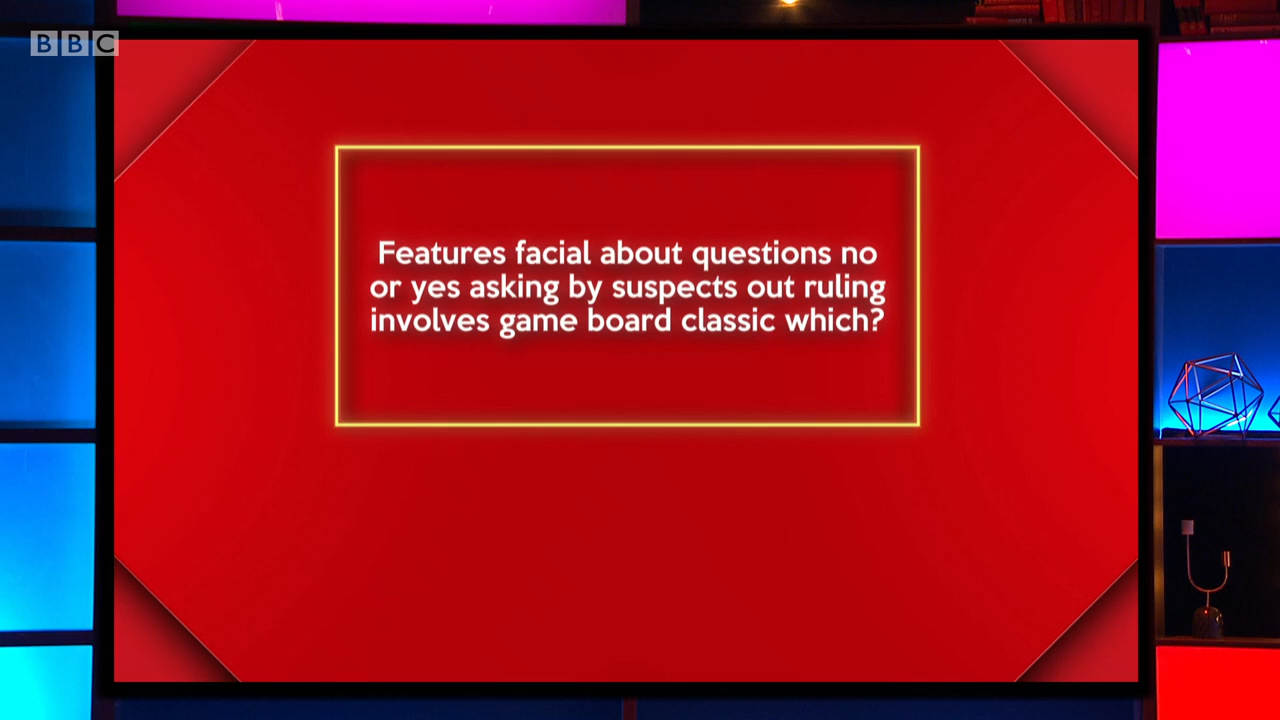 BBC
Features facial about questions no
or yes asking by suspects out ruling
involves game board classic which?